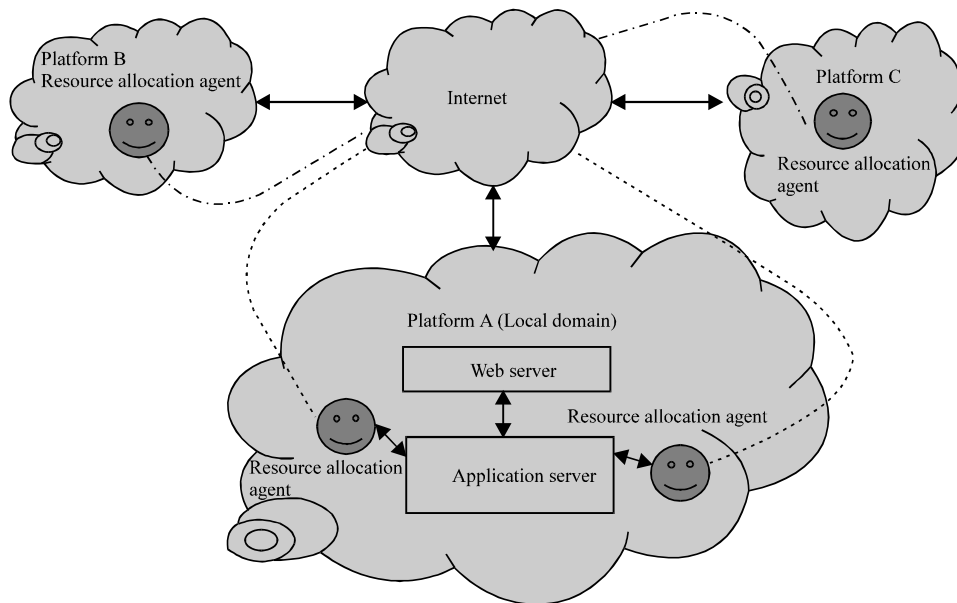 Platform B
Resource allocation agent
Internet
Platform C
Resource allocation
agent
Platform A (Local domain)
Web server
Resource allocation agent
Application server
Resource allocation
agent